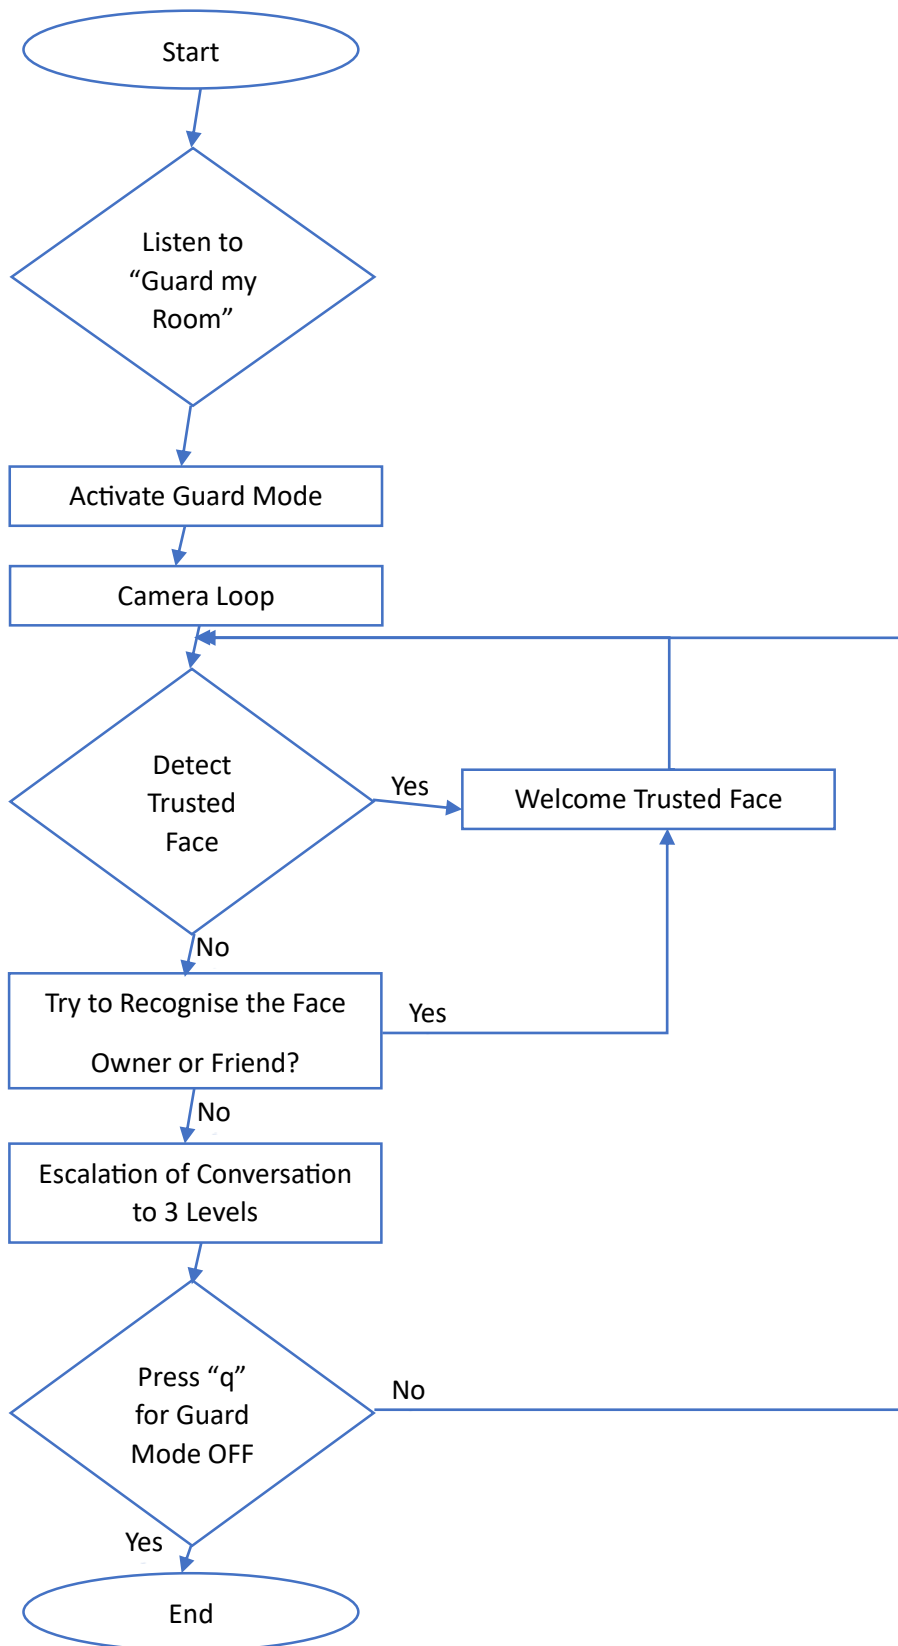 Start
Listen to
“Guard my
Room”
Activate Guard Mode
Camera Loop
Detect
Trusted
Face
Yes
Welcome Trusted Face
No
Try to Recognise the Face
Owner or Friend?
Yes
No
Escalation of Conversation
to 3 Levels
Press “q”
for Guard
Mode OFF
No
Yes
End